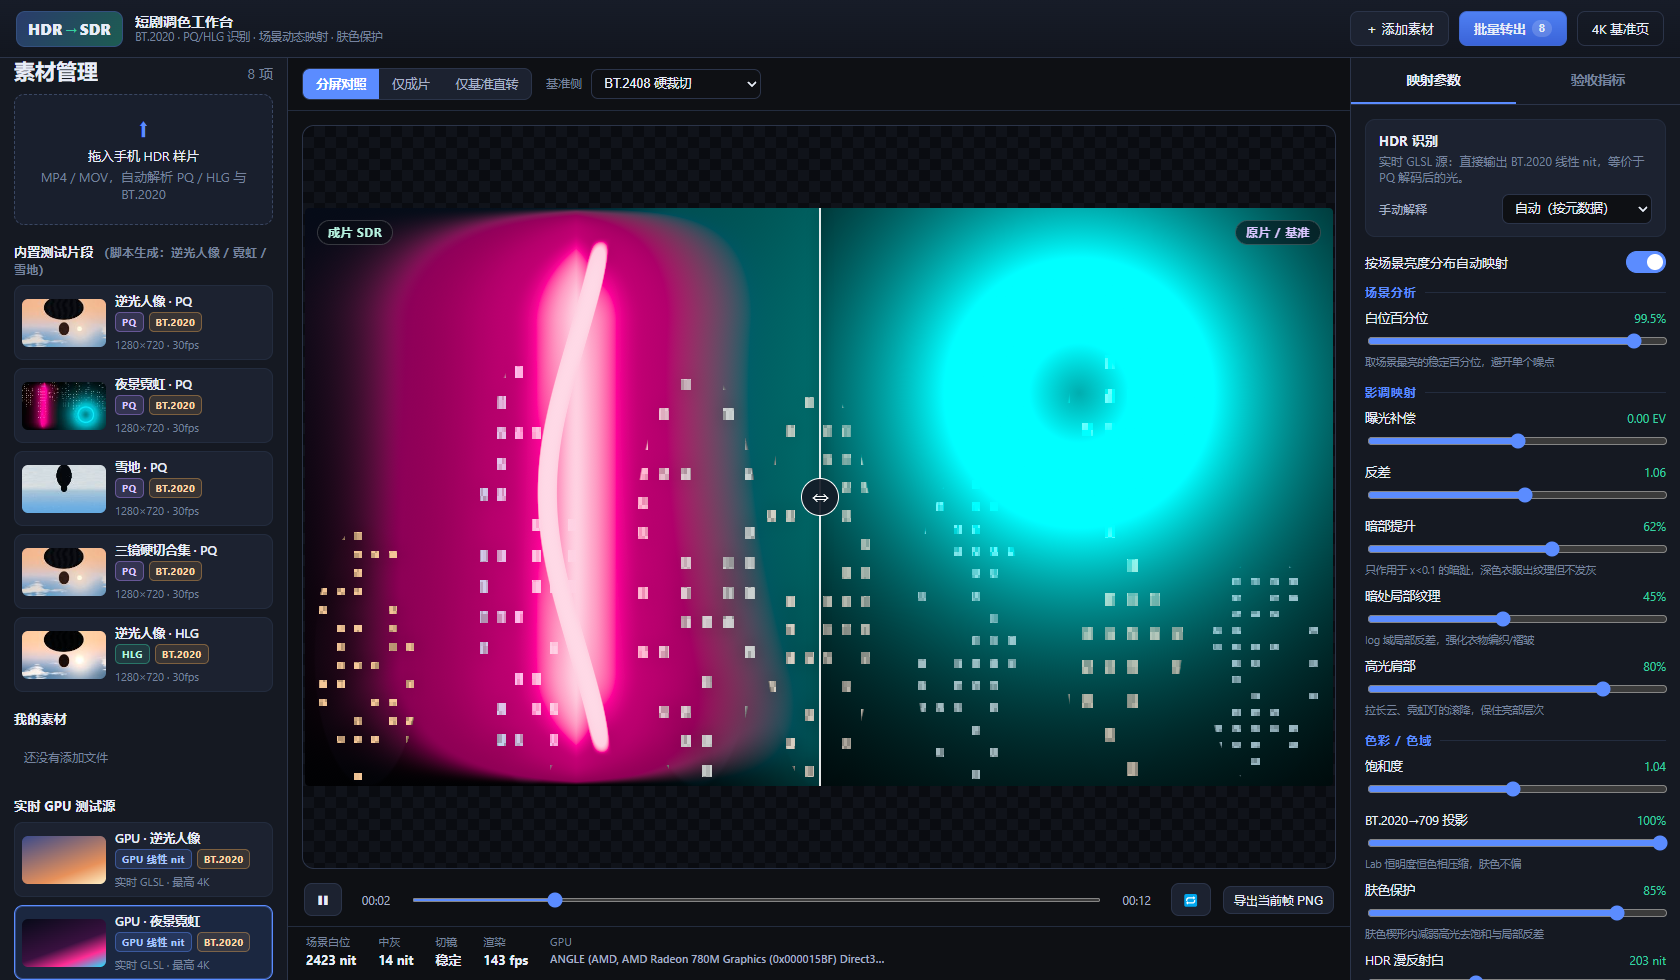 HDR→SDR
短剧调色工作台
BT.2020 · PQ/HLG 识别 · 场景动态映射 · 肤色保护
+ 添加素材
批量转出 8
4K 基准页
素材管理
8 项
拖入手机 HDR 样片
MP4 / MOV，自动解析 PQ / HLG 与
BT.2020
内置测试片段 （脚本生成：逆光人像 / 霓虹 /
雪地）
逆光人像 · PQ
PQ BT.2020
1280×720 · 30fps
夜景霓虹 · PQ
PQ BT.2020
1280×720 · 30fps
雪地 · PQ
PQ BT.2020
1280×720 · 30fps
三镜硬切合集 · PQ
PQ BT.2020
1280×720 · 30fps
逆光人像 · HLG
HLG BT.2020
1280×720 · 30fps
我的素材
还没有添加文件
实时 GPU 测试源
GPU · 逆光人像
GPU 线性 nit BT.2020
实时 GLSL · 最高 4K
GPU · 夜景霓虹
GPU 线性 nit BT.2020
实时 GLSL · 最高 4K
分屏对照 仅成片 仅基准直转 基准侧 BT.2408 硬裁切
成片 SDR
原片 / 基准
00:02
00:12
导出当前帧 PNG
场景白位 中灰 切镜 渲染 GPU
2423 nit 14 nit 稳定 143 fps ANGLE (AMD, AMD Radeon 780M Graphics (0x000015BF) Direct3...
映射参数
验收指标
HDR 识别
实时 GLSL 源：直接输出 BT.2020 线性 nit，等价于
PQ 解码后的光。
手动解释 自动（按元数据）
按场景亮度分布自动映射
场景分析
白位百分位 99.5%
取场景最亮的稳定百分位，避开单个噪点
影调映射
曝光补偿 0.00 EV
反差 1.06
暗部提升 62%
只作用于 x<0.1 的暗趾，深色衣服出纹理但不发灰
暗处局部纹理 45%
log 域局部反差，强化衣物编织/褶皱
高光肩部 80%
拉长云、霓虹灯的滚降，保住亮部层次
色彩 / 色域
饱和度 1.04
BT.2020→709 投影 100%
Lab 恒明度恒色相压缩，肤色不偏
肤色保护 85%
肤色楔形内减弱高光去饱和与局部反差
HDR 漫反射白 203 nit